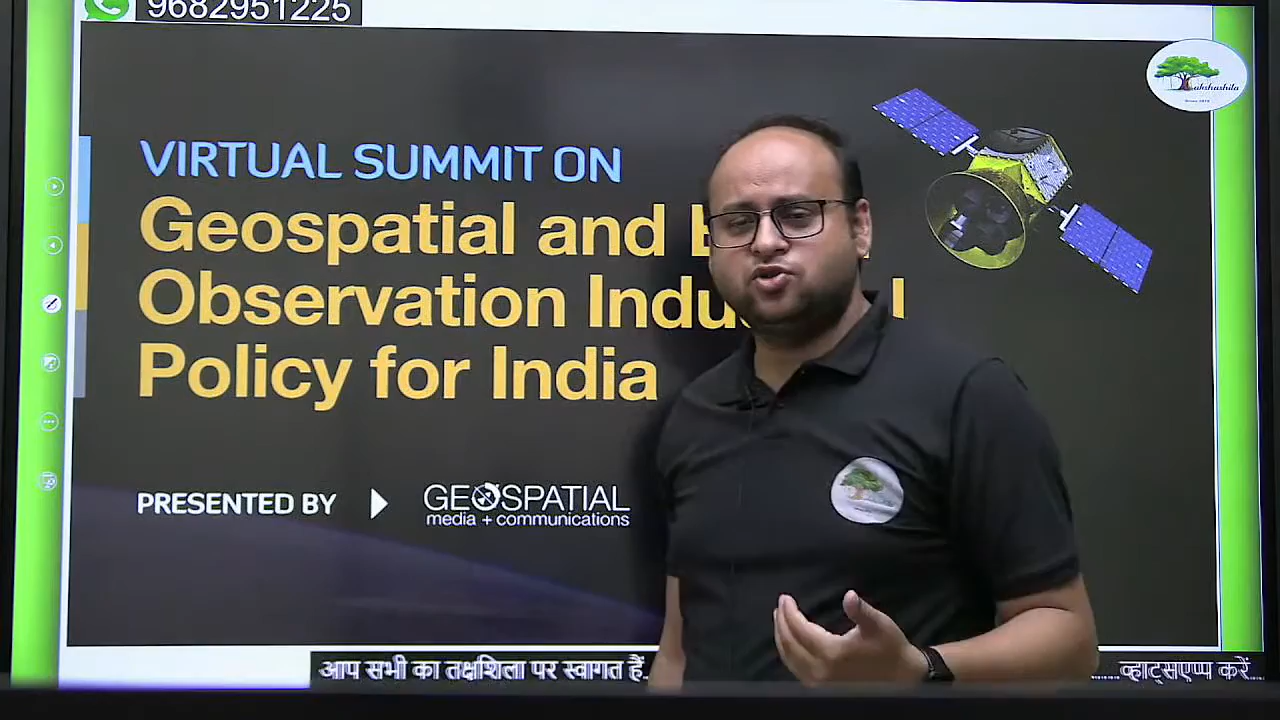 9682951225
akshashila
VIRTUAL SUMMIT ON
Geospatial and
Observation
Policy for India
PRESENTED BY GEOSPATIAL
media + communications
आप सभी का तक्षशिला पर स्वागत हैं.
व्हाट्सएप्प करें